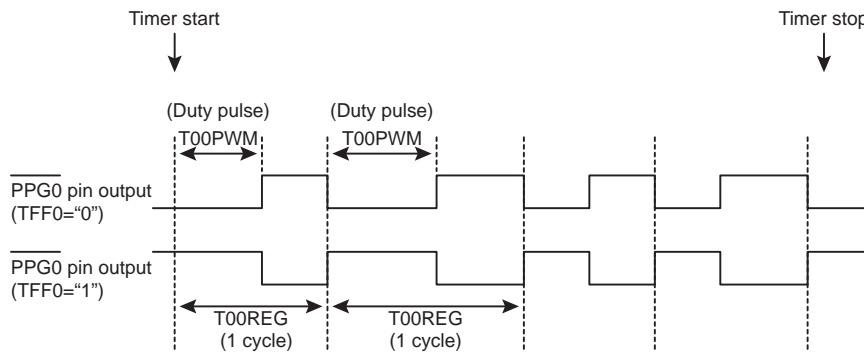 Timer start
Timer stop
(Duty pulse)
T00PWM
(Duty pulse)
T00PWM
PPG0 pin output
(TFF0=“0”)
PPG0 pin output
(TFF0=“1”)
T00REG
(1 cycle)
T00REG
(1 cycle)